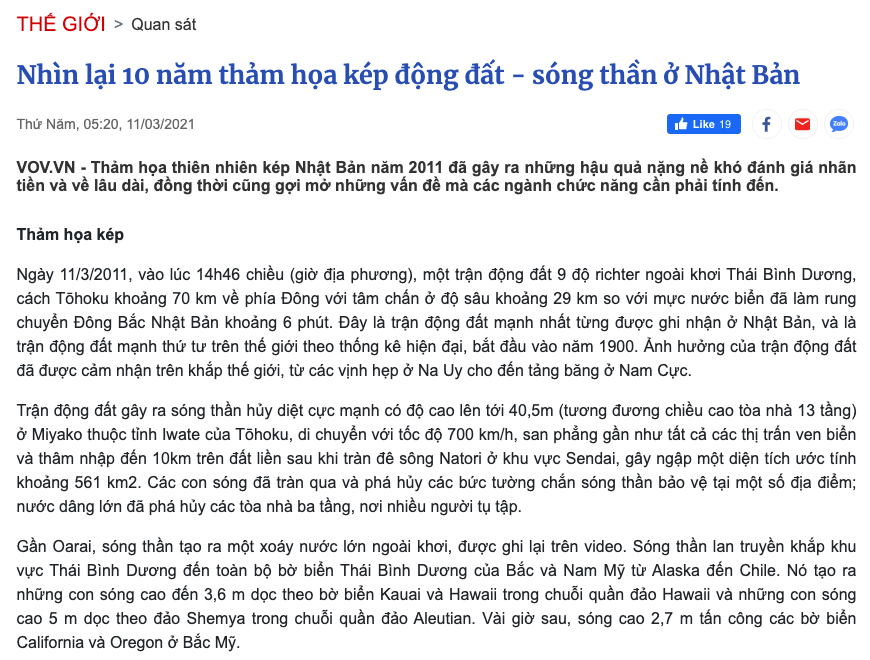 THẾ GIỚI > Quan sát
Nhìn lại 10 năm thảm họa kép động đất - sóng thần ở Nhật Bản
Thứ Năm, 05:20, 11/03/2021
Like 19
Zalo
VOV.VN - Thảm họa thiên nhiên kép Nhật Bản năm 2011 đã gây ra những hậu quả nặng nề khó đánh giá nhãn
tiền và về lâu dài, đồng thời cũng gợi mở những vấn đề mà các ngành chức năng cần phải tính đến.
Thảm họa kép
Ngày 11/3/2011, vào lúc 14h46 chiều (giờ địa phương), một trận động đất 9 độ richter ngoài khơi Thái Bình Dương,
cách Tōhoku khoảng 70 km về phía Đông với tâm chấn ở độ sâu khoảng 29 km so với mực nước biển đã làm rung
chuyển Đông Bắc Nhật Bản khoảng 6 phút. Đây là trận động đất mạnh nhất từng được ghi nhận ở Nhật Bản, và là
trận động đất mạnh thứ tư trên thế giới theo thống kê hiện đại, bắt đầu vào năm 1900. Ảnh hưởng của trận động đất
đã được cảm nhận trên khắp thế giới, từ các vịnh hẹp ở Na Uy cho đến tảng băng ở Nam Cực.
Trận động đất gây ra sóng thần hủy diệt cực mạnh có độ cao lên tới 40,5m (tương đương chiều cao tòa nhà 13 tầng)
ở Miyako thuộc tỉnh Iwate của Tōhoku, di chuyển với tốc độ 700 km/h, san phẳng gần như tất cả các thị trấn ven biển
và thâm nhập đến 10km trên đất liền sau khi tràn đê sông Natori ở khu vực Sendai, gây ngập một diện tích ước tính
khoảng 561 km2. Các con sóng đã tràn qua và phá hủy các bức tường chắn sóng thần bảo vệ tại một số địa điểm;
nước dâng lớn đã phá hủy các tòa nhà ba tầng, nơi nhiều người tụ tập.
Gần Oarai, sóng thần tạo ra một xoáy nước lớn ngoài khơi, được ghi lại trên video. Sóng thần lan truyền khắp khu
vực Thái Bình Dương đến toàn bộ bờ biển Thái Bình Dương của Bắc và Nam Mỹ từ Alaska đến Chile. Nó tạo ra
những con sóng cao đến 3,6 m dọc theo bờ biển Kauai và Hawaii trong chuỗi quần đảo Hawaii và những con sóng
cao 5 m dọc theo đảo Shemya trong chuỗi quần đảo Aleutian. Vài giờ sau, sóng cao 2,7 m tấn công các bờ biển
California và Oregon ở Bắc Mỹ.